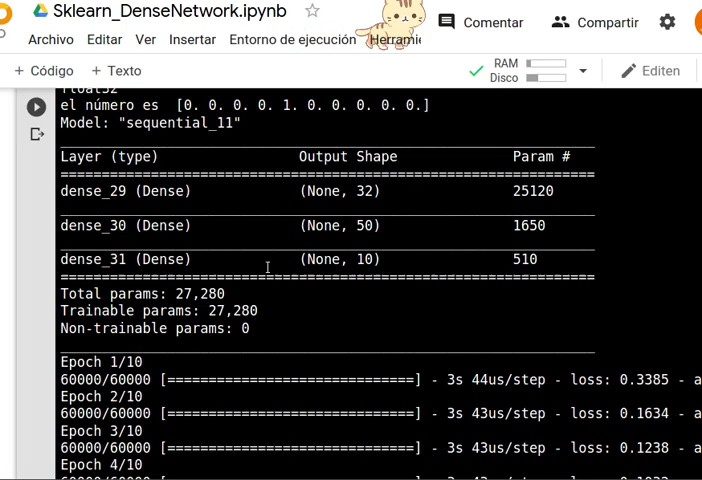 Sklearn_DenseNetwork.ipynb
Comentar
Compartir
Archivo Editar Ver Insertar Entorno de ejecución Herrami
+ Código + Texto
RAM
Disco
Editen
float32
el número es [0. 0. 0. 0. 1. 0. 0. 0. 0. 0.]
Model: "sequential_11"
Layer (type) Output Shape Param #
=================================================================
dense_29 (Dense) (None, 32) 25120
dense_30 (Dense) (None, 50) 1650
dense_31 (Dense) (None, 10) 510
=================================================================
Total params: 27,280
Trainable params: 27,280
Non-trainable params: 0
Epoch 1/10
60000/60000 [==============================] - 3s 44us/step - loss: 0.3385 - a
Epoch 2/10
60000/60000 [==============================] - 3s 43us/step - loss: 0.1634 - a
Epoch 3/10
60000/60000 [==============================] - 3s 43us/step - loss: 0.1238 - a
Epoch 4/10